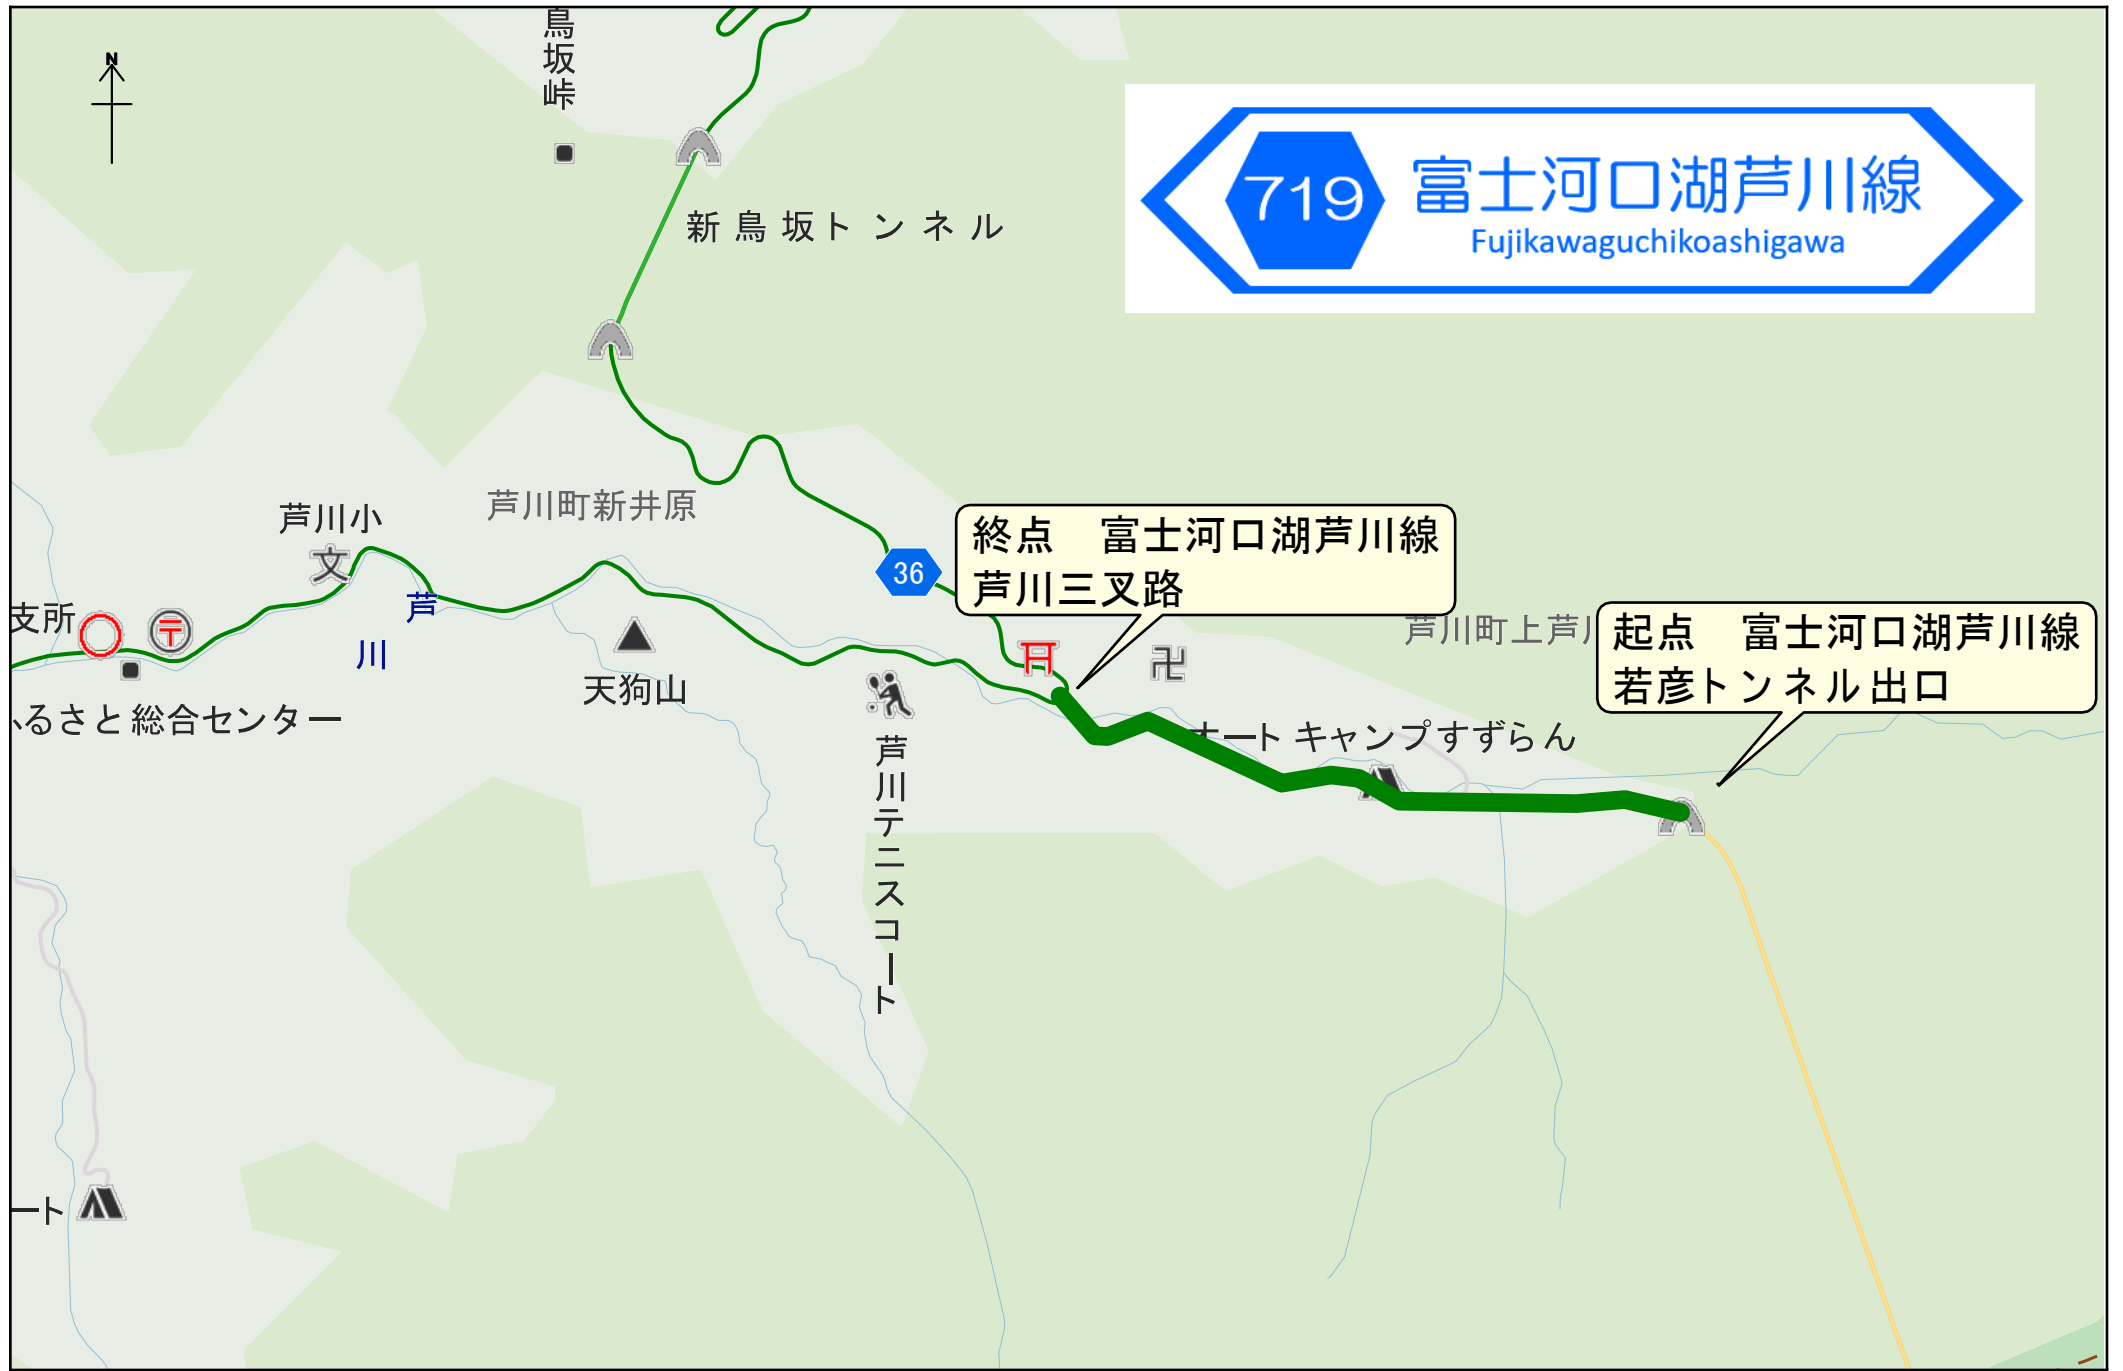 N
鳥坂峠
719
富士河口湖芦川線
Fujikawaguchikoashigawa
新鳥坂トンネル
芦川町新井原
芦川小
文
36
終点　富士河口湖芦川線
芦川三叉路
芦川町上芦川
起点　富士河口湖芦川線
若彦トンネル出口
支所
芦川
天狗山
ふるさと総合センター
オートキャンプすずらん
芦川テニスコート
ート